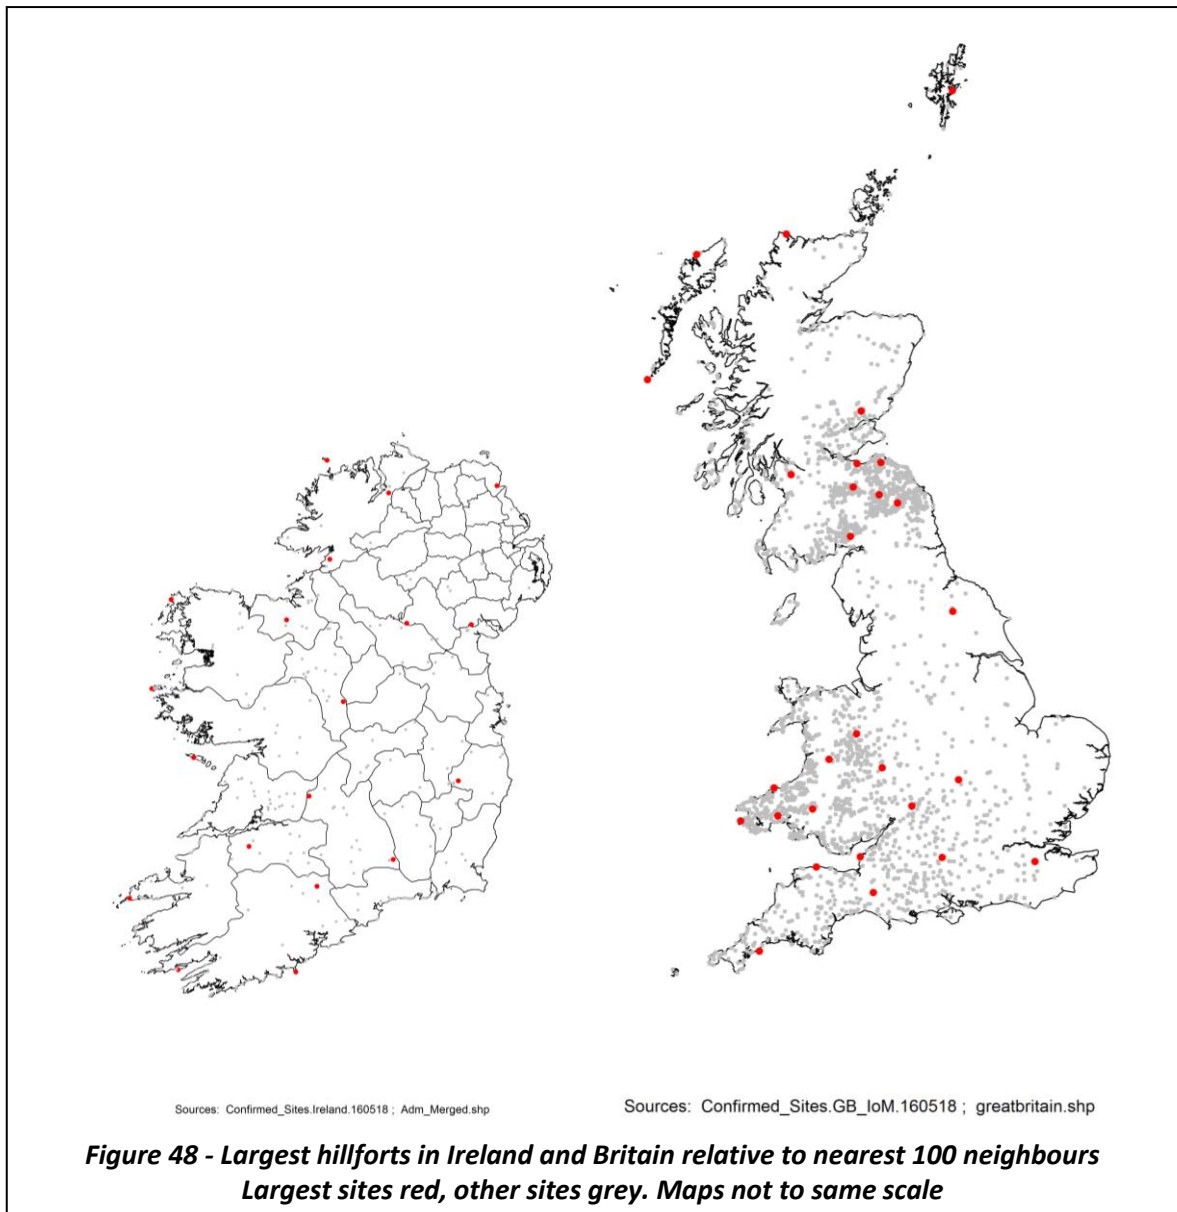 Sources: Confirmed_Sites.Ireland.160518 ; Adm_Merged.shp
Sources: Confirmed_Sites.GB_IoM.160518 ; greatbritain.shp
Figure 48 - Largest hillforts in Ireland and Britain relative to nearest 100 neighbours
Largest sites red, other sites grey. Maps not to same scale